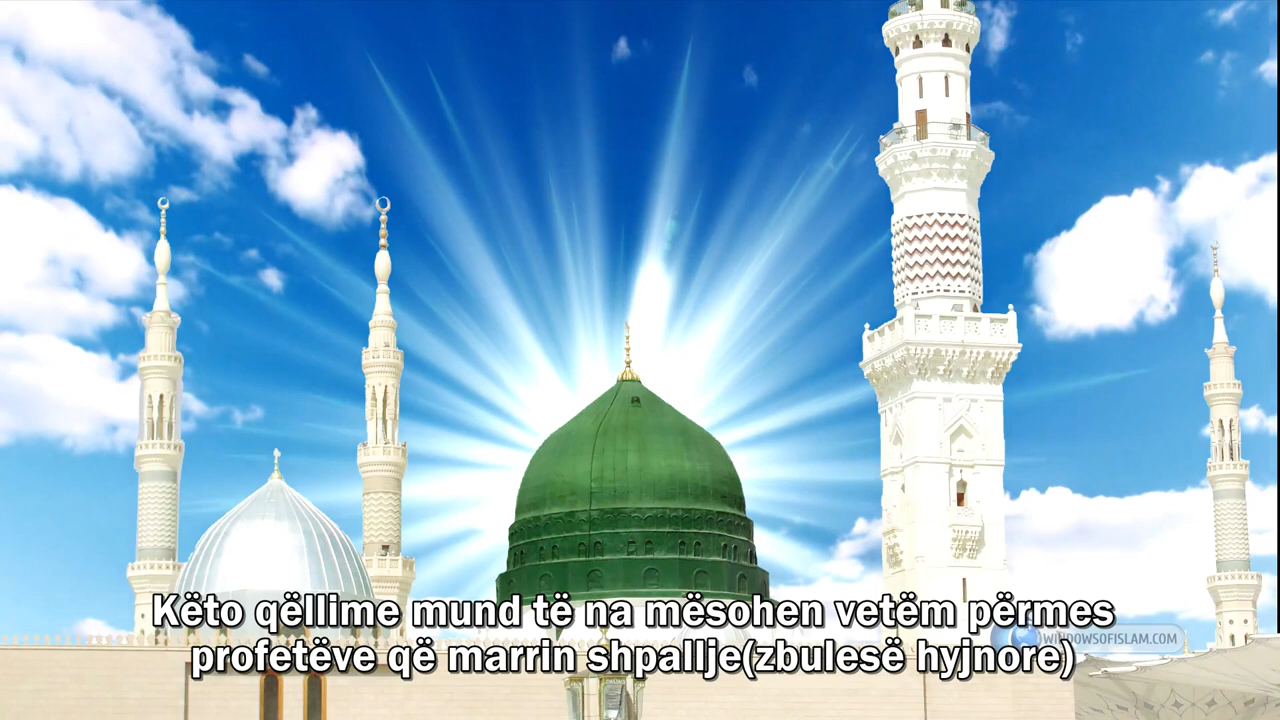 Këto qëllime mund të na mësohen vetëm përmes
WINDOWSOFISLAM.COM
profetëve që marrin shpallje(zbulesë hyjnore)